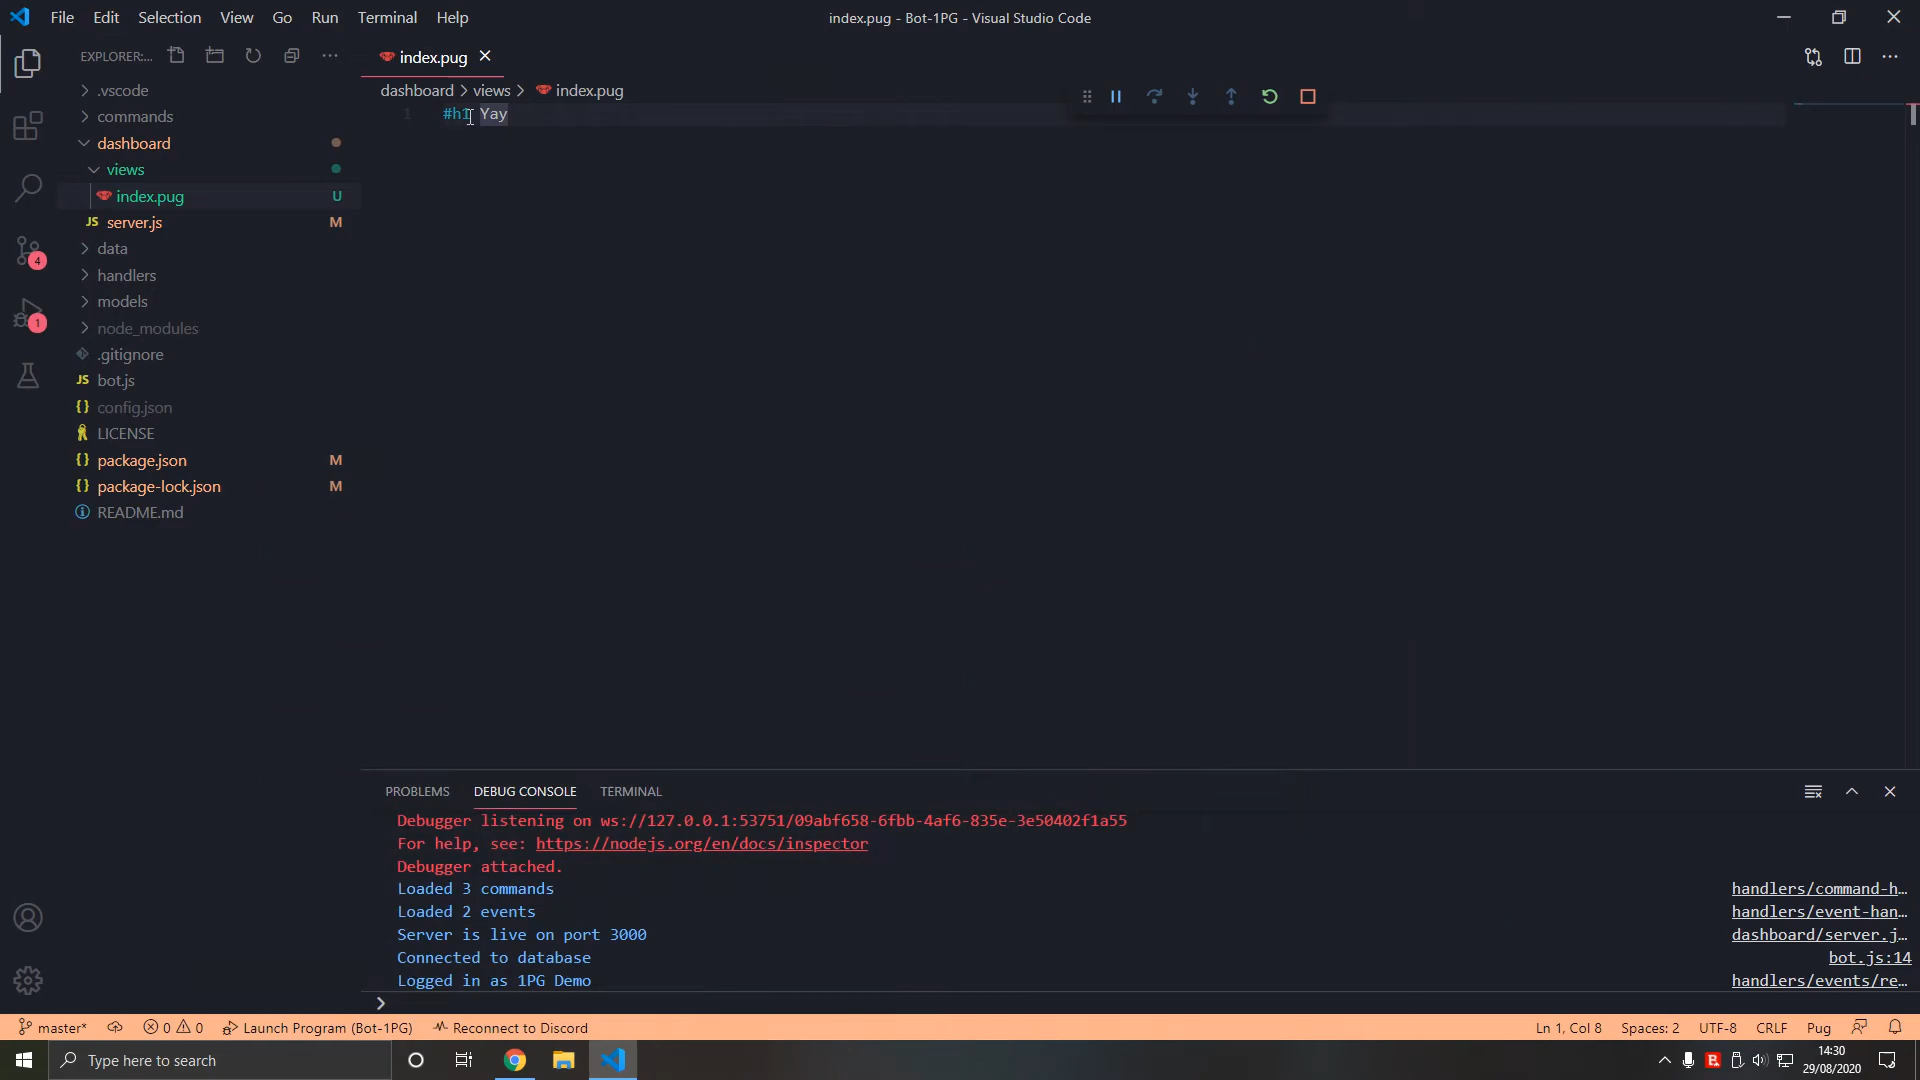 File Edit Selection View Go Run Terminal Help
index.pug - Bot-1PG - Visual Studio Code
EXPLORER:...
index.pug
dashboard > views > index.pug
1 #h1 Yay
.vscode
commands
dashboard
views
index.pug U
JS server.js M
data
handlers
models
node_modules
.gitignore
JS bot.js
{} config.json
LICENSE
{} package.json M
{} package-lock.json M
README.md
4
1
PROBLEMS DEBUG CONSOLE TERMINAL
Debugger listening on ws://127.0.0.1:53751/09abf658-6fbb-4af6-835e-3e50402f1a55
For help, see: https://nodejs.org/en/docs/inspector
Debugger attached.
Loaded 3 commands handlers/command-h…
Loaded 2 events handlers/event-han…
Server is live on port 3000 dashboard/server.j…
Connected to database bot.js:14
Logged in as 1PG Demo handlers/events/re…
master* 0 0 Launch Program (Bot-1PG) Reconnect to Discord Ln 1, Col 8 Spaces: 2 UTF-8 CRLF Pug
Type here to search
14:30
29/08/2020